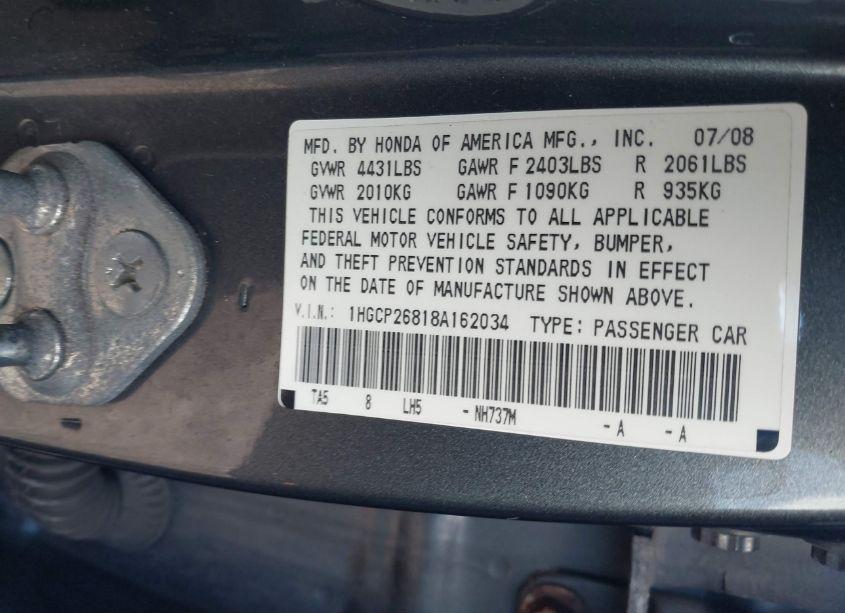 MFD. BY HONDA OF AMERICA MFG., INC. 07/08
GVWR 4431LBS GAWR F 2403LBS R 2061LBS
GVWR 2010KG GAWR F 1090KG R 935KG
THIS VEHICLE CONFORMS TO ALL APPLICABLE
FEDERAL MOTOR VEHICLE SAFETY, BUMPER,
AND THEFT PREVENTION STANDARDS IN EFFECT
ON THE DATE OF MANUFACTURE SHOWN ABOVE.
V.I.N.: 1HGCP26818A162034 TYPE: PASSENGER CAR
TA5 8 LH5 - NH737M - A - A